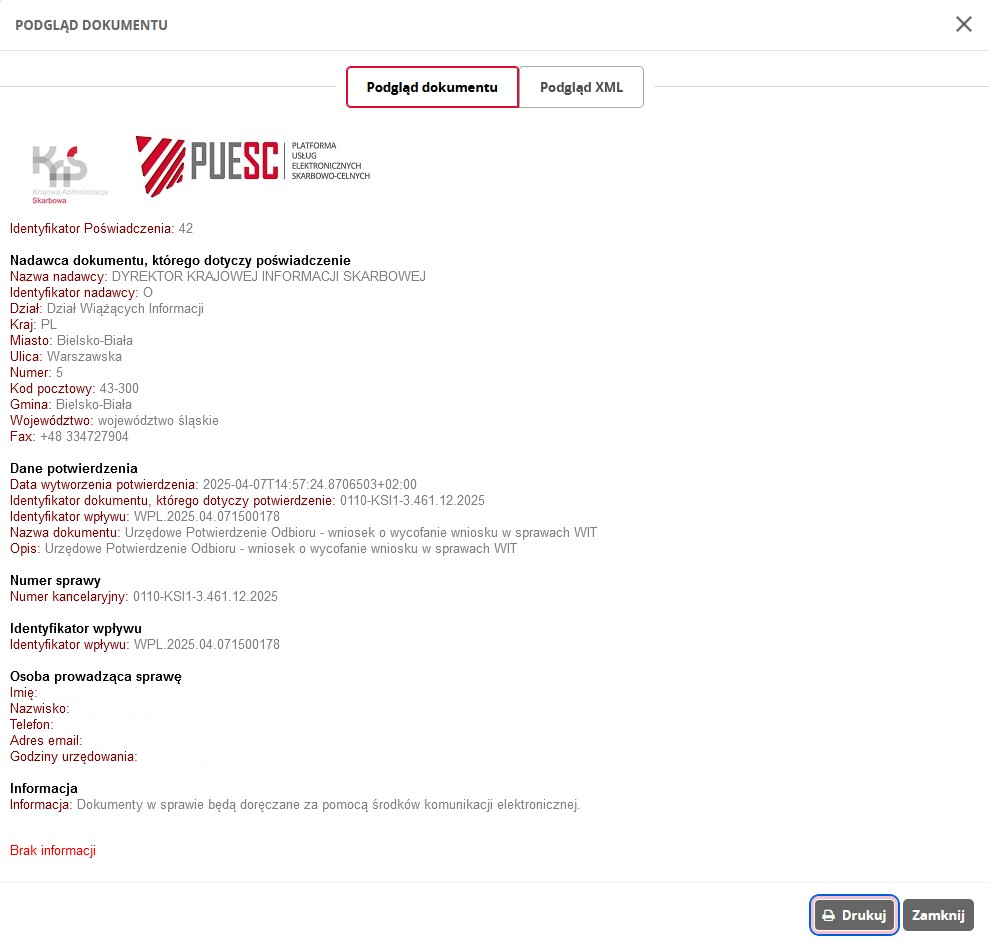 PODGLĄD DOKUMENTU
Podgląd dokumentu
Podgląd XML
KAS
Krajowa Administracja
Skarbowa
PUESC
PLATFORMA
USŁUG
ELEKTRONICZNYCH
SKARBOWO-CELNYCH
Identyfikator Poświadczenia: 42
Nadawca dokumentu, którego dotyczy poświadczenie
Nazwa nadawcy: DYREKTOR KRAJOWEJ INFORMACJI SKARBOWEJ
Identyfikator nadawcy: O
Dział: Dział Wiążących Informacji
Kraj: PL
Miasto: Bielsko-Biała
Ulica: Warszawska
Numer: 5
Kod pocztowy: 43-300
Gmina: Bielsko-Biała
Województwo: województwo śląskie
Fax: +48 334727904
Dane potwierdzenia
Data wytworzenia potwierdzenia: 2025-04-07T14:57:24.8706503+02:00
Identyfikator dokumentu, którego dotyczy potwierdzenie: 0110-KSI1-3.461.12.2025
Identyfikator wpływu: WPL.2025.04.071500178
Nazwa dokumentu: Urzędowe Potwierdzenie Odbioru - wniosek o wycofanie wniosku w sprawach WIT
Opis: Urzędowe Potwierdzenie Odbioru - wniosek o wycofanie wniosku w sprawach WIT
Numer sprawy
Numer kancelaryjny: 0110-KSI1-3.461.12.2025
Identyfikator wpływu
Identyfikator wpływu: WPL.2025.04.071500178
Osoba prowadząca sprawę
Imię:
Nazwisko:
Telefon:
Adres email:
Godziny urzędowania:
Informacja
Informacja: Dokumenty w sprawie będą doręczane za pomocą środków komunikacji elektronicznej.
Brak informacji
Drukuj
Zamknij